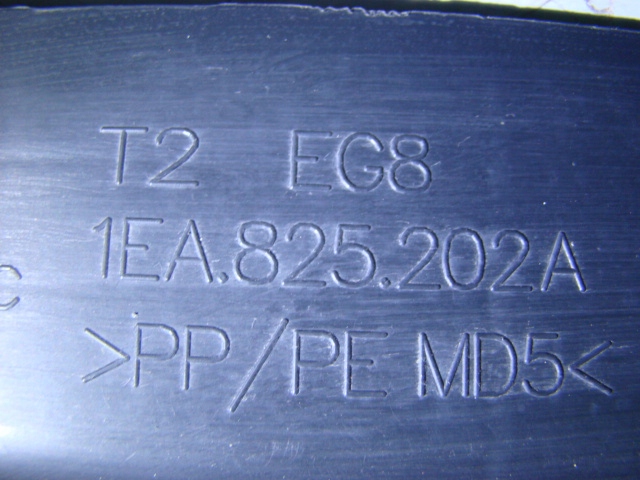 T2 EG8
1EA.825.202A
C
>PP/PE MD5<